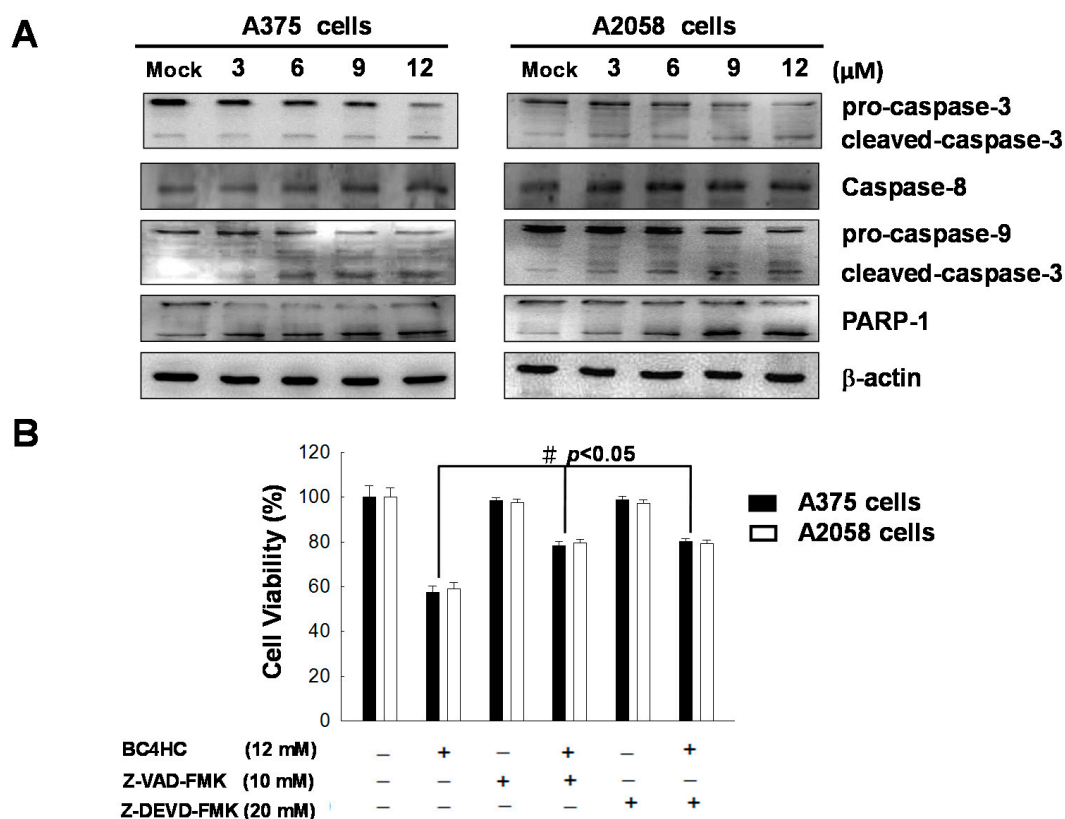 A
A375 cells
A2058 cells
Mock 3 6 9 12
Mock 3 6 9 12 (μM)
pro-caspase-3
cleaved-caspase-3
Caspase-8
pro-caspase-9
cleaved-caspase-3
PARP-1
β-actin
B
# p<0.05
120
100
80
60
40
20
0
Cell Viability (%)
A375 cells
A2058 cells
BC4HC (12 mM) – + – + – +
Z-VAD-FMK (10 mM) – – + + – –
Z-DEVD-FMK (20 mM) – – – – + +